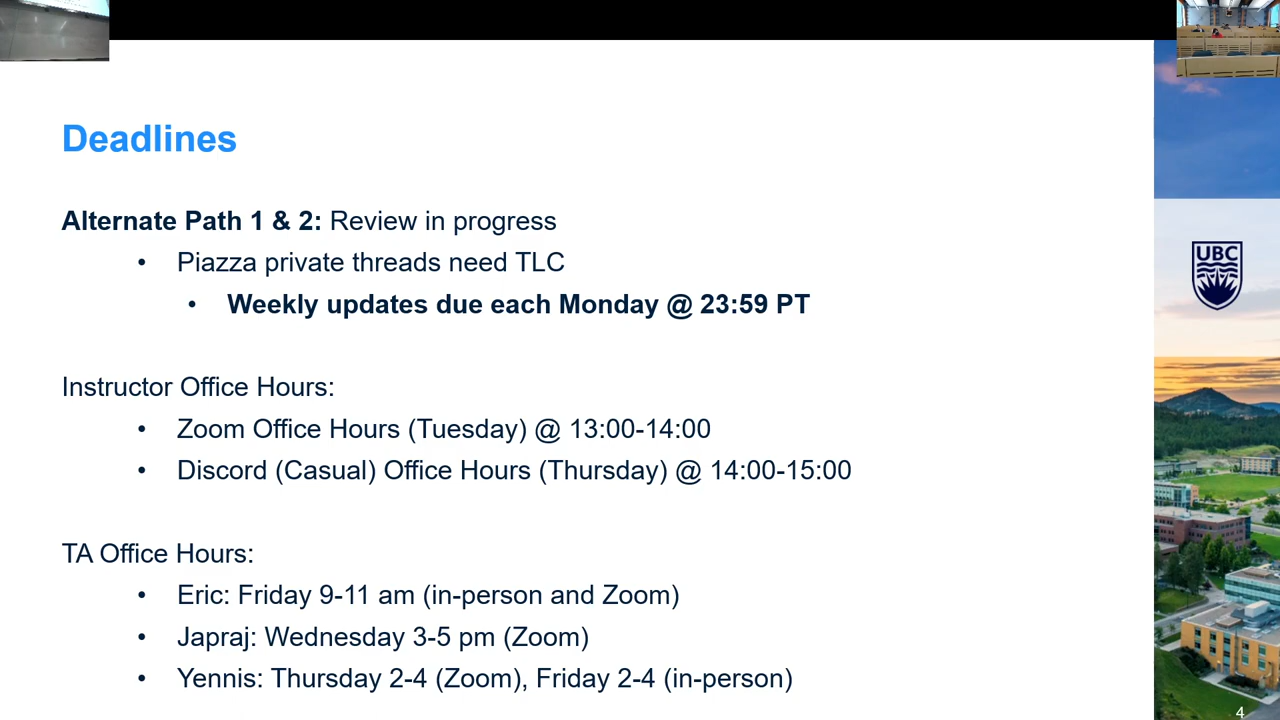 Deadlines
Alternate Path 1 & 2: Review in progress
• Piazza private threads need TLC
• Weekly updates due each Monday @ 23:59 PT
UBC
Instructor Office Hours:
• Zoom Office Hours (Tuesday) @ 13:00-14:00
• Discord (Casual) Office Hours (Thursday) @ 14:00-15:00
TA Office Hours:
• Eric: Friday 9-11 am (in-person and Zoom)
• Japraj: Wednesday 3-5 pm (Zoom)
• Yennis: Thursday 2-4 (Zoom), Friday 2-4 (in-person)
4